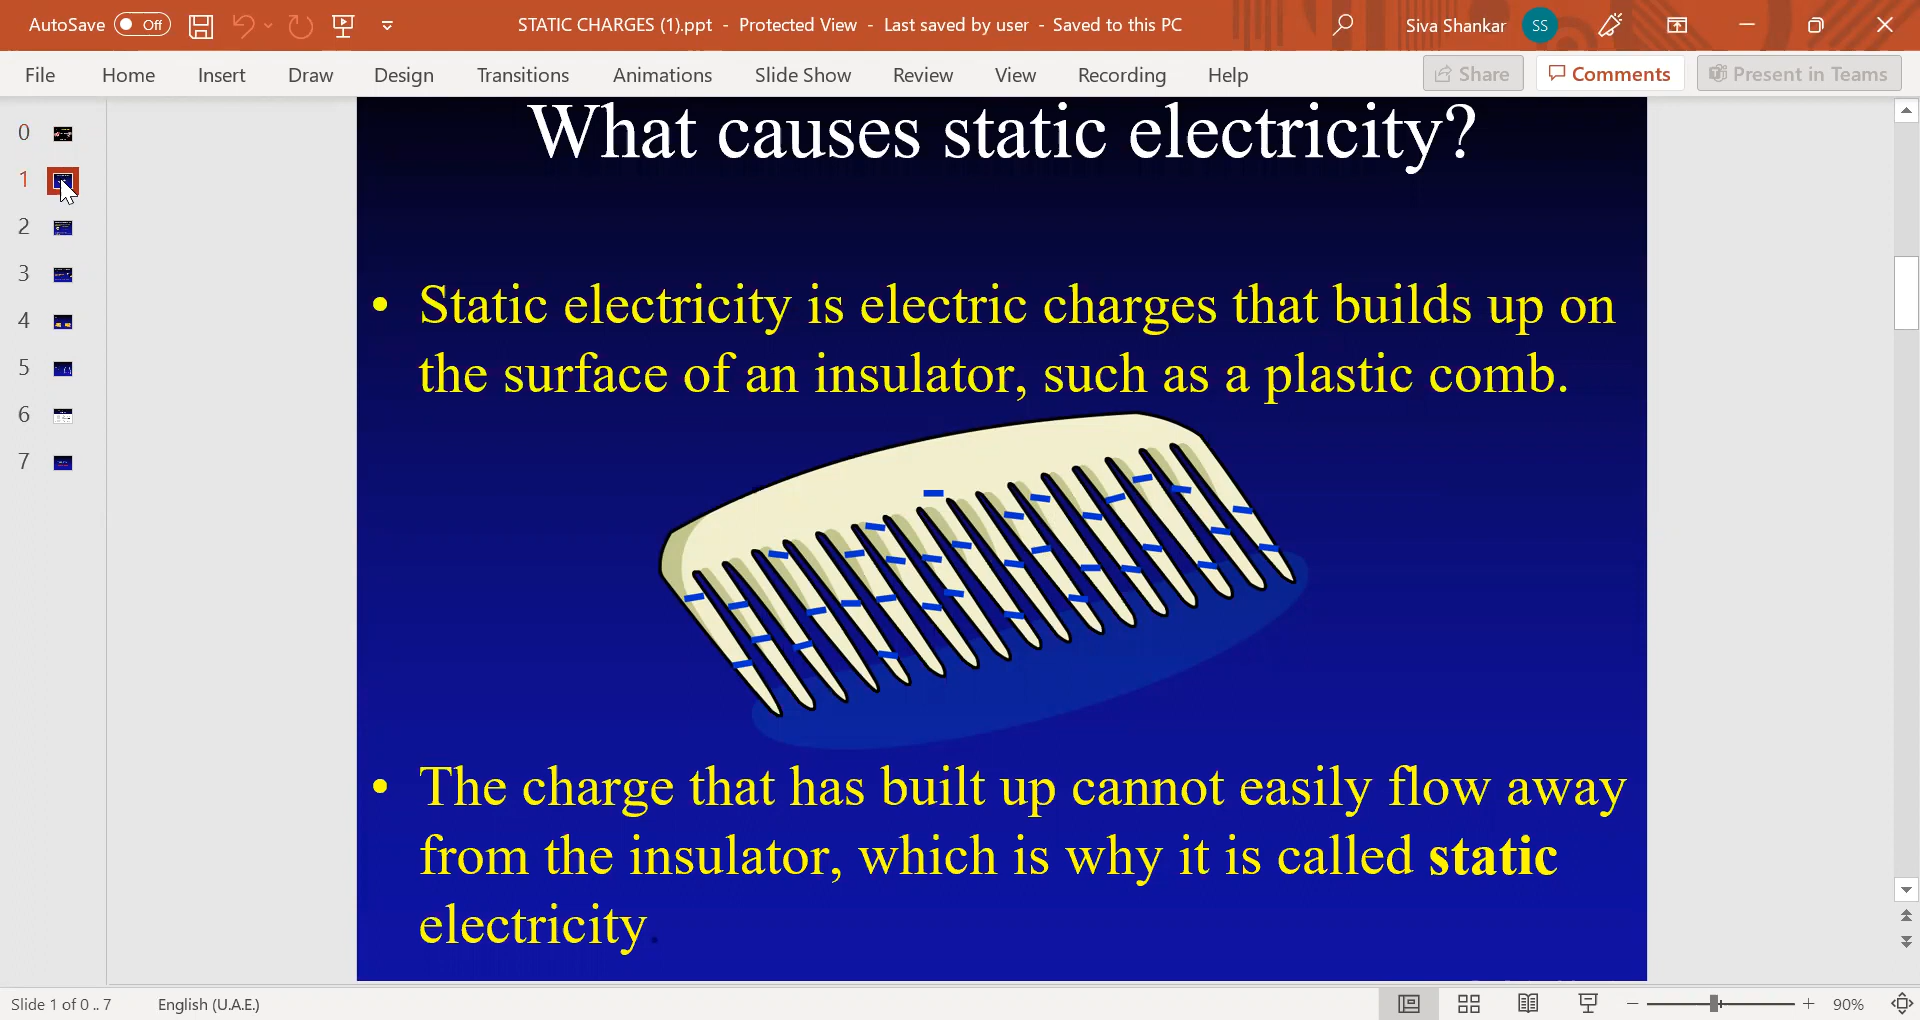 AutoSave Off STATIC CHARGES (1).ppt - Protected View - Last saved by user - Saved to this PC Siva Shankar SS
File Home Insert Draw Design Transitions Animations Slide Show Review View Recording Help Share Comments Present in Teams
0
1
2
3
4
5
6
7
What causes static electricity?
• Static electricity is electric charges that builds up on
the surface of an insulator, such as a plastic comb.
• The charge that has built up cannot easily flow away
from the insulator, which is why it is called static
electricity.
Slide 1 of 0 .. 7 English (U.A.E.) 90%